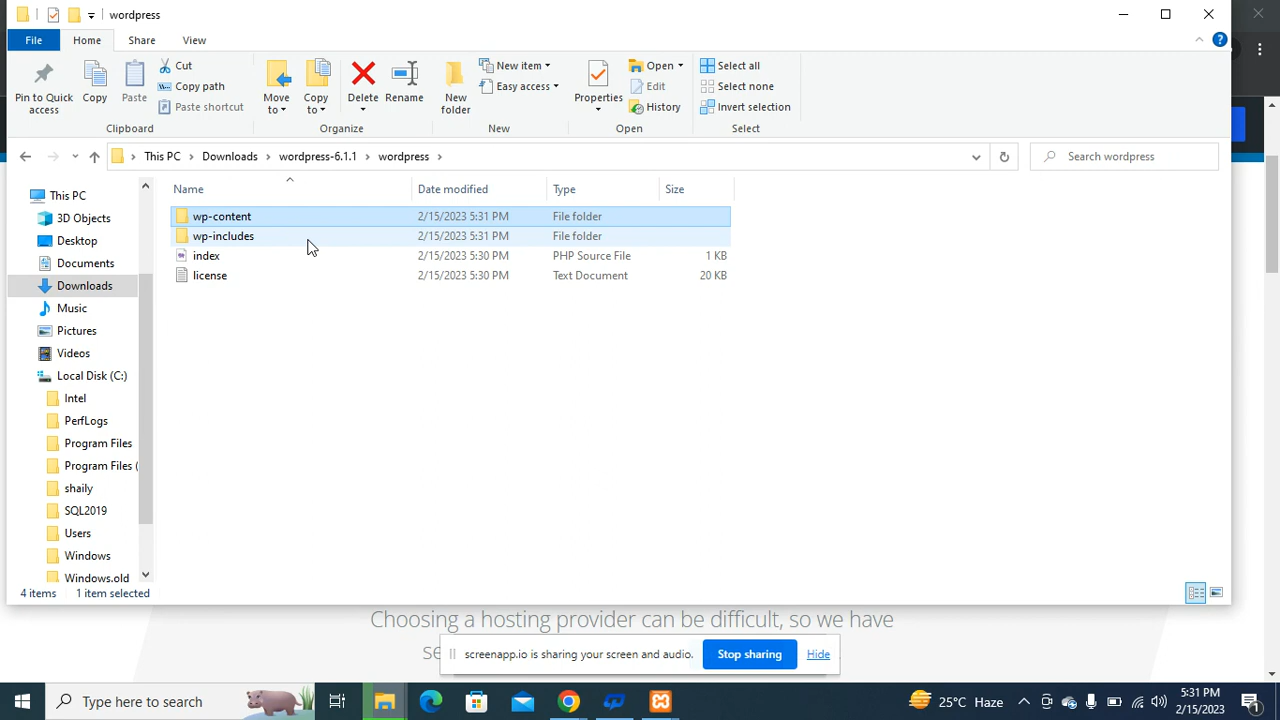 wordpress
File
Home
Share
View
Pin to Quick access
Copy
Paste
Cut
Copy path
Paste shortcut
Clipboard
Move to
Copy to
Delete
Rename
Organize
New folder
New item
Easy access
New
Properties
Open
Edit
History
Open
Select all
Select none
Invert selection
Select
This PC > Downloads > wordpress-6.1.1 > wordpress >
Search wordpress
Name Date modified Type Size
wp-content 2/15/2023 5:31 PM File folder
wp-includes 2/15/2023 5:31 PM File folder
index 2/15/2023 5:30 PM PHP Source File 1 KB
license 2/15/2023 5:30 PM Text Document 20 KB
This PC
3D Objects
Desktop
Documents
Downloads
Music
Pictures
Videos
Local Disk (C:)
Intel
PerfLogs
Program Files
Program Files (
shaily
SQL2019
Users
Windows
Windows.old
4 items 1 item selected
Choosing a hosting provider can be difficult, so we have
se
screenapp.io is sharing your screen and audio.
Stop sharing
Hide
Type here to search
25°C Haze
5:31 PM
2/15/2023
1